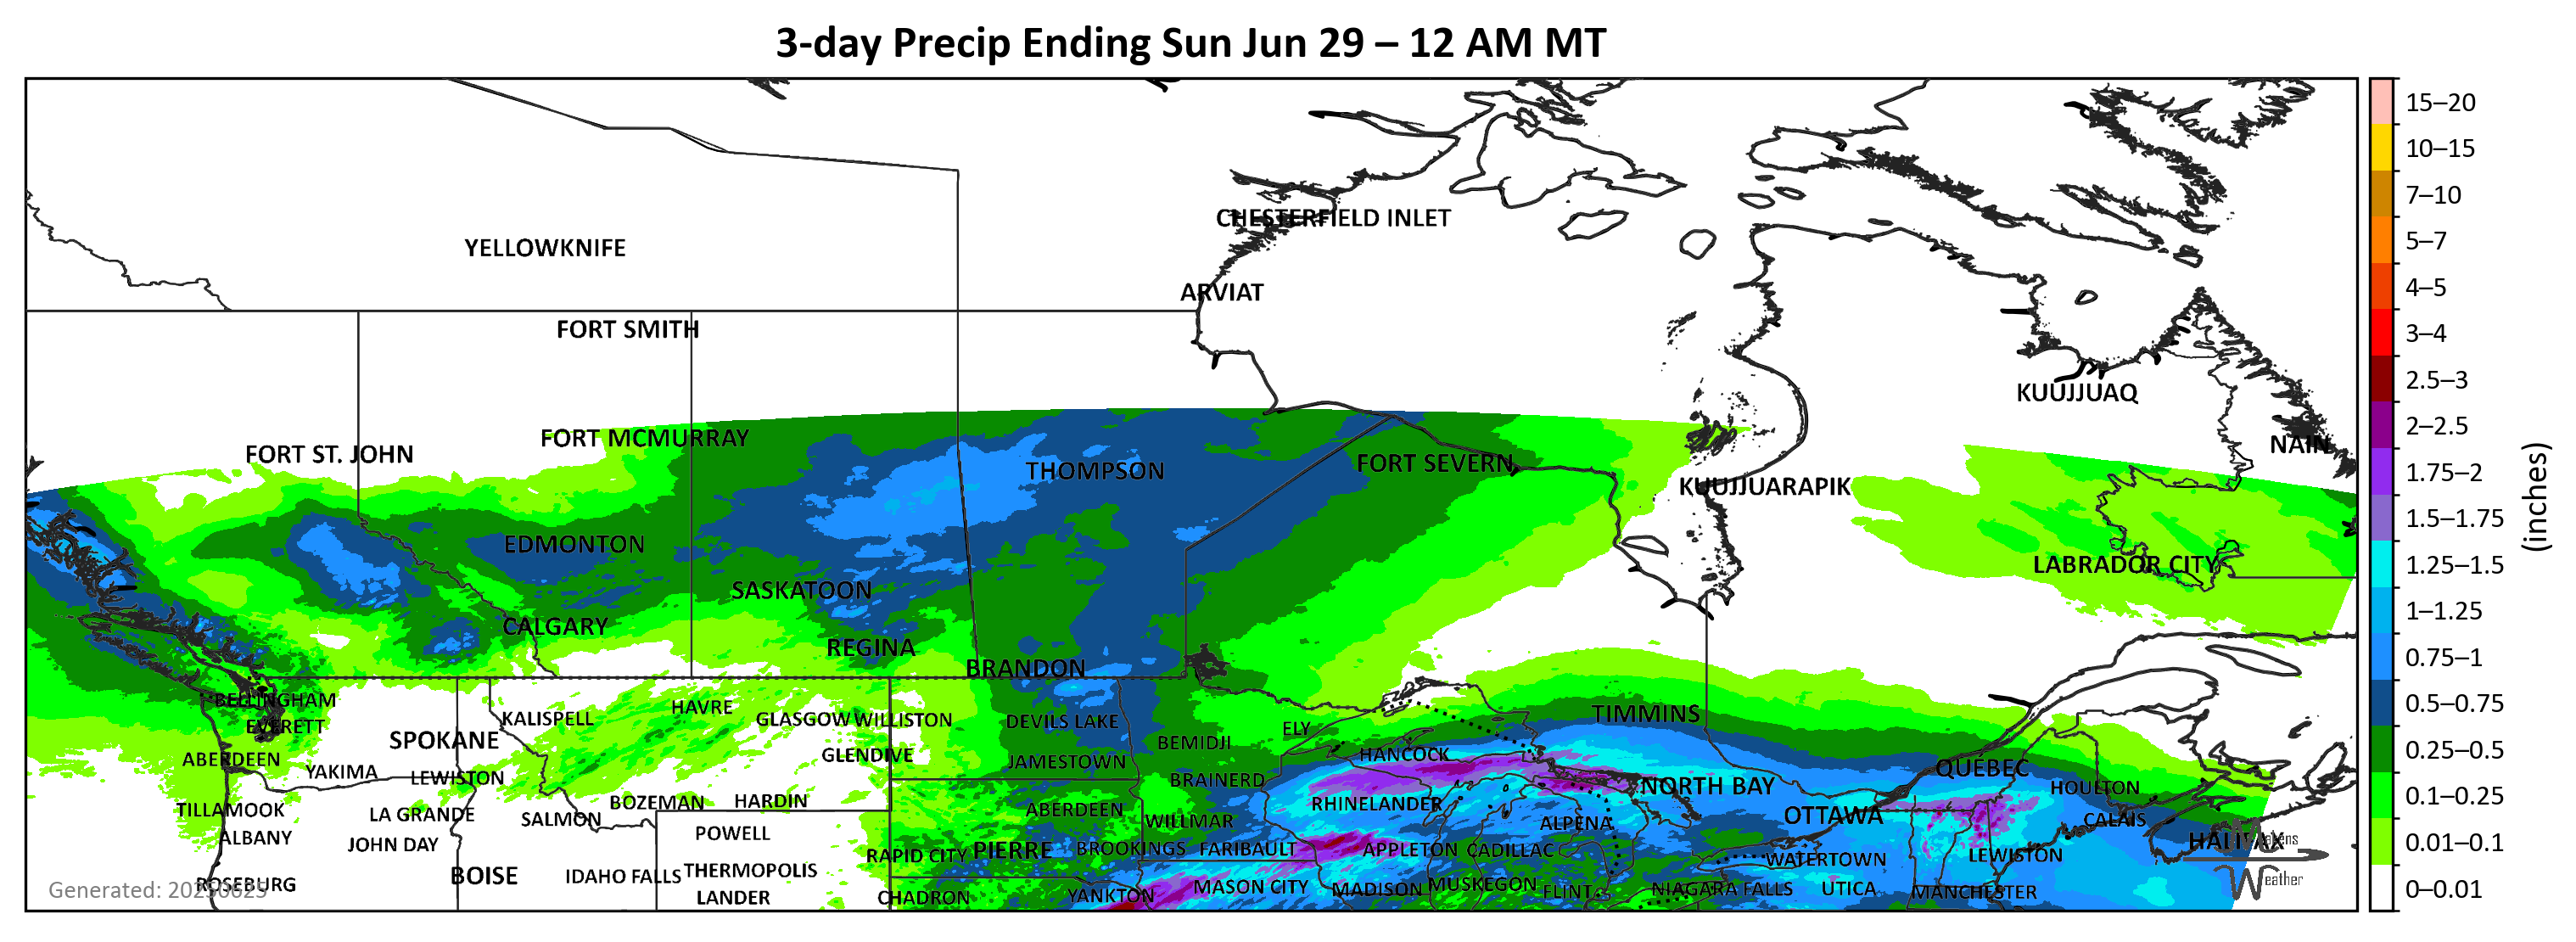 3-day Precip Ending Sun Jun 29 – 12 AM MT
CHESTERFIELD INLET
YELLOWKNIFE
ARVIAT
FORT SMITH
KUUJJUAQ
FORT MCMURRAY
NAIN
FORT ST. JOHN
THOMPSON
FORT SEVERN
KUUJJUARAPIK
EDMONTON
LABRADOR CITY
SASKATOON
CALGARY
REGINA
BRANDON
BELLINGHAM
HAVRE
KALISPELL
GLASGOW
WILLISTON
DEVILS LAKE
TIMMINS
EVERETT
ELY
SPOKANE
BEMIDJI
GLENDIVE
HANCOCK
ABERDEEN
JAMESTOWN
QUÉBEC
YAKIMA
LEWISTON
BRAINERD
NORTH BAY
HOULTON
BOZEMAN
HARDIN
RHINELANDER
TILLAMOOK
LA GRANDE
SALMON
ABERDEEN
WILLMAR
ALPENA
OTTAWA
CALAIS
ALBANY
JOHN DAY
POWELL
HALIFAX
RAPID CITY
PIERRE
BROOKINGS
FARIBAULT
APPLETON
CADILLAC
WATERTOWN
LEWISTON
BOISE
IDAHO FALLS
THERMOPOLIS
ROSEBURG
LANDER
CHADRON
YANKTON
MASON CITY
MADISON
MUSKEGON
FLINT
NIAGARA FALLS
UTICA
MANCHESTER
Weather
15–20
10–15
7–10
5–7
4–5
3–4
2.5–3
2–2.5
1.75–2
1.5–1.75
1.25–1.5
1–1.25
0.75–1
0.5–0.75
0.25–0.5
0.1–0.25
0.01–0.1
0–0.01
(inches)
Generated: 20250625